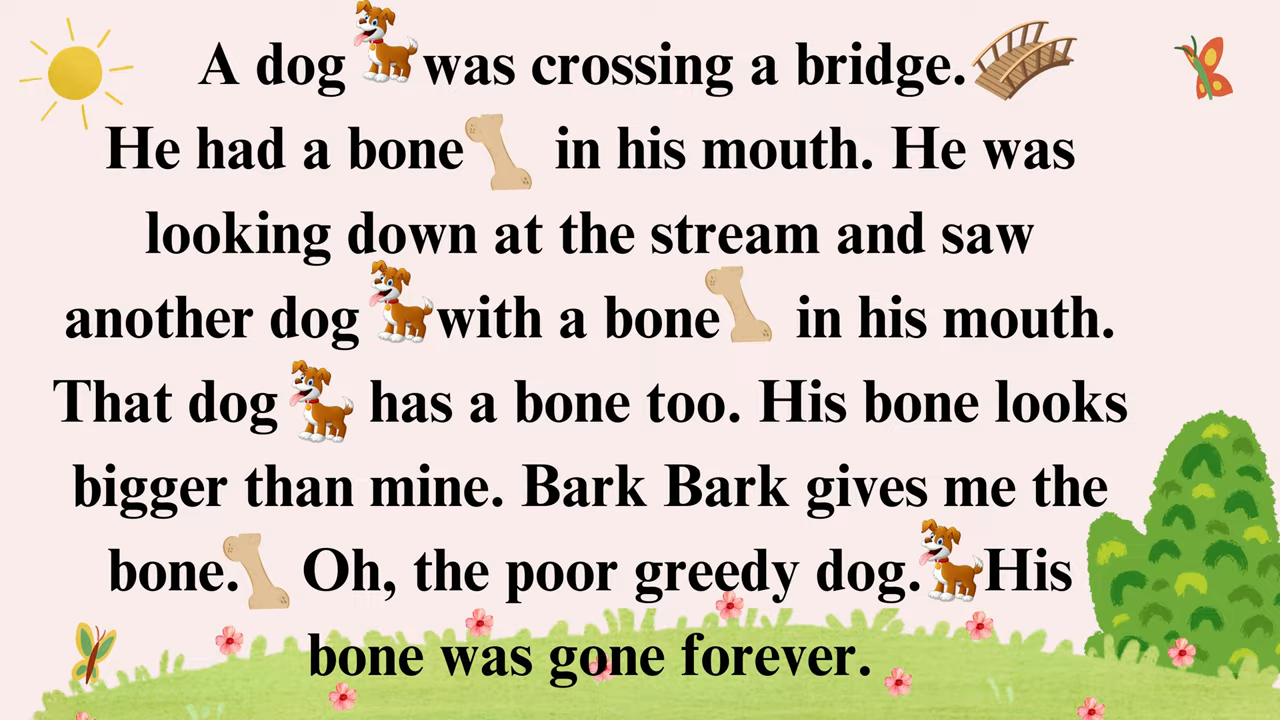 A dog was crossing a bridge.
He had a bone in his mouth. He was
looking down at the stream and saw
another dog with a bone in his mouth.
That dog has a bone too. His bone looks
bigger than mine. Bark Bark gives me the
bone. Oh, the poor greedy dog. His
bone was gone forever.